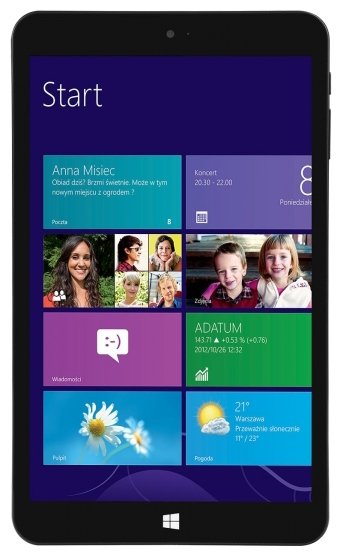 Start
Anna Misiec
Obiad dziś? Brzmi świetnie. Może w tym
nowym miejscu z ogrodem ?
Poczta
8
Koncert
20.30 - 22.00
8
Poniedziałe
Zdjęcia
:-)
Wiadomości
ADATUM
143.71 ▲ +0.53 % (+0.76)
2012/10/26 12:32
Pulpit
21°
Warszawa
Przeważnie słonecznie
11° / 23°
Pogoda